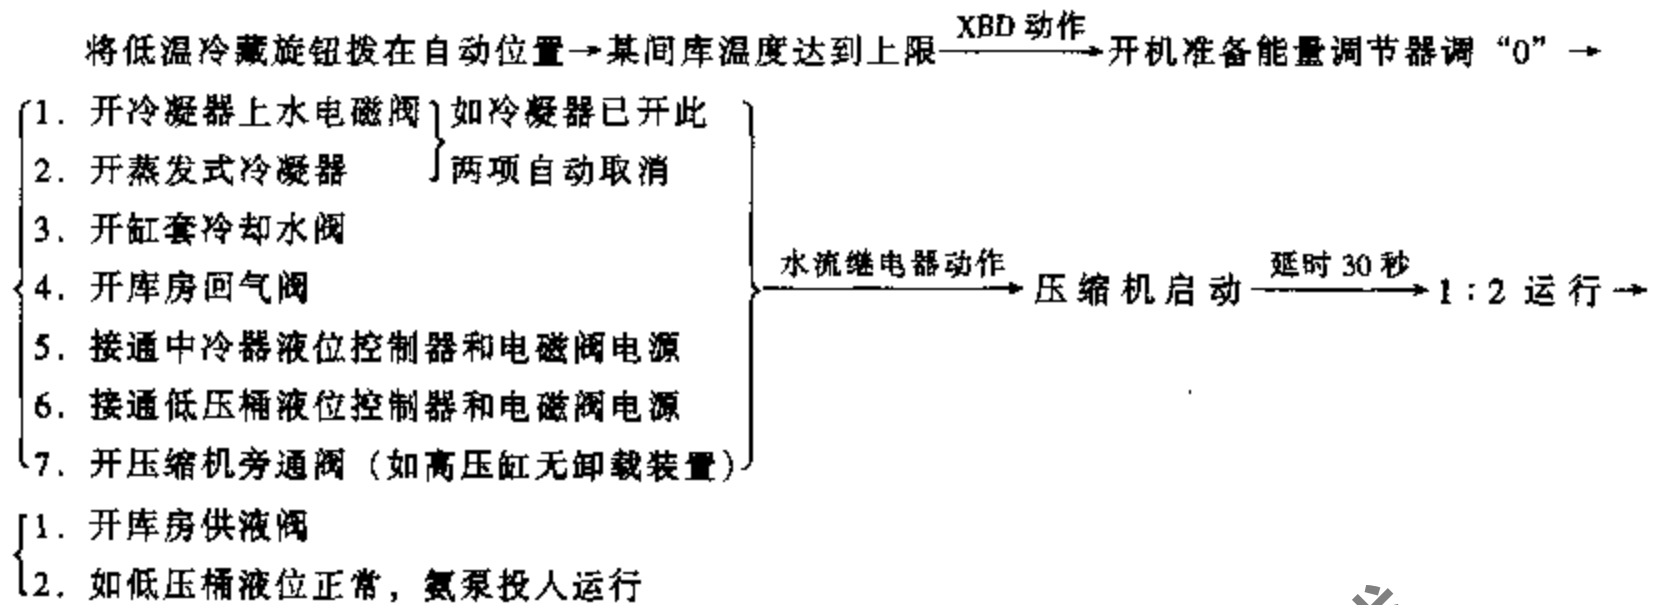 XBD 动作
将低温冷藏旋钮拨在自动位置→某间库温度达到上限→开机准备能量调节器调“0”→
1. 开冷凝器上水电磁阀
如冷凝器已开此
2. 开蒸发式冷凝器
两项自动取消
3. 开缸套冷却水阀
4. 开库房回气阀
水流继电器动作
压缩机启动
延时 30 秒
1:2 运行→
5. 接通中冷器液位控制器和电磁阀电源
6. 接通低压桶液位控制器和电磁阀电源
7. 开压缩机旁通阀（如高压缸无卸载装置）
1. 开库房供液阀
2. 如低压桶液位正常，氨泵投人运行